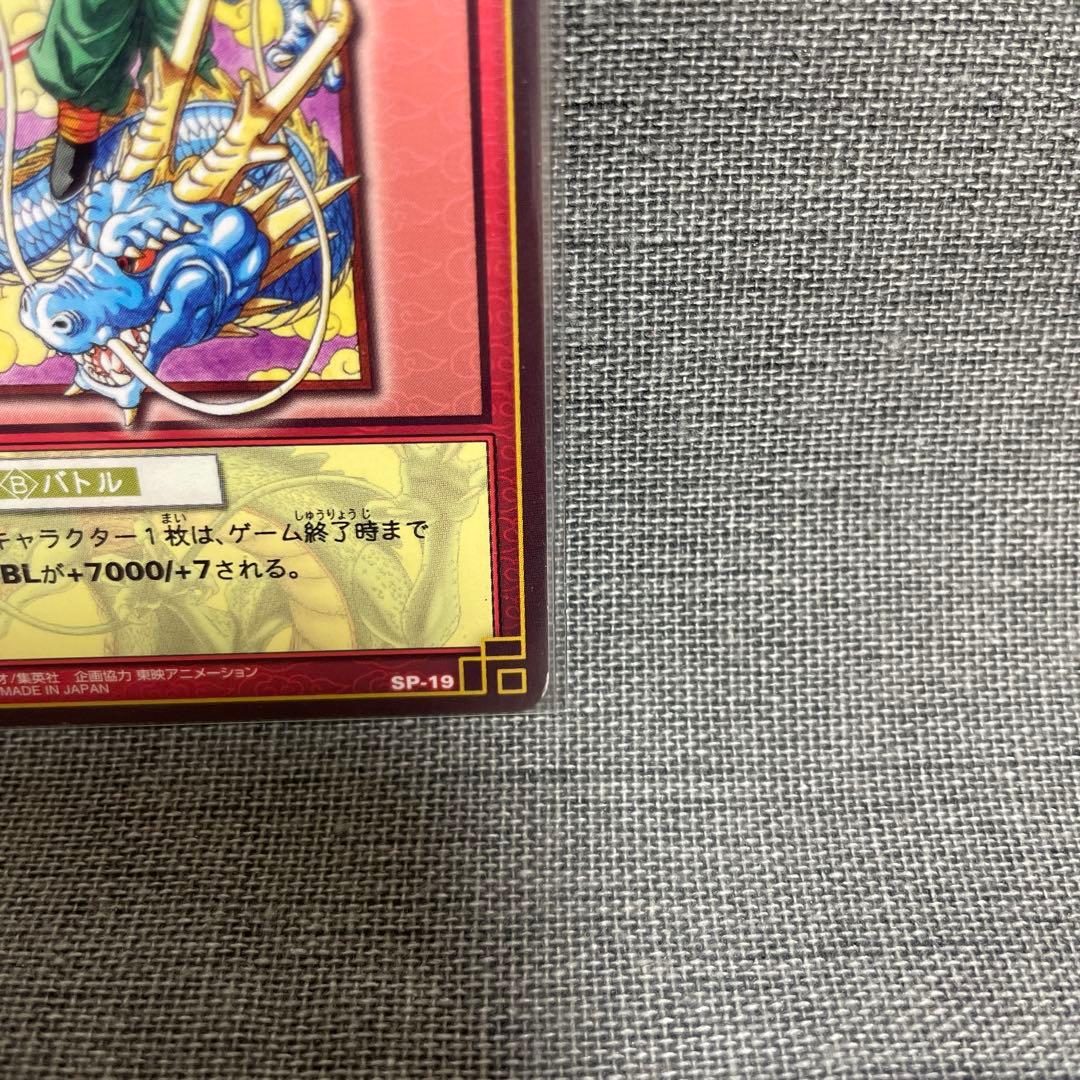 Bバトル
キャラクター1枚は、ゲーム終了時まで
まい
しゅうりょうじ
BLが+7000/+7される。
オ/集英社 企画協力 東映アニメーション
MADE IN JAPAN
SP-19